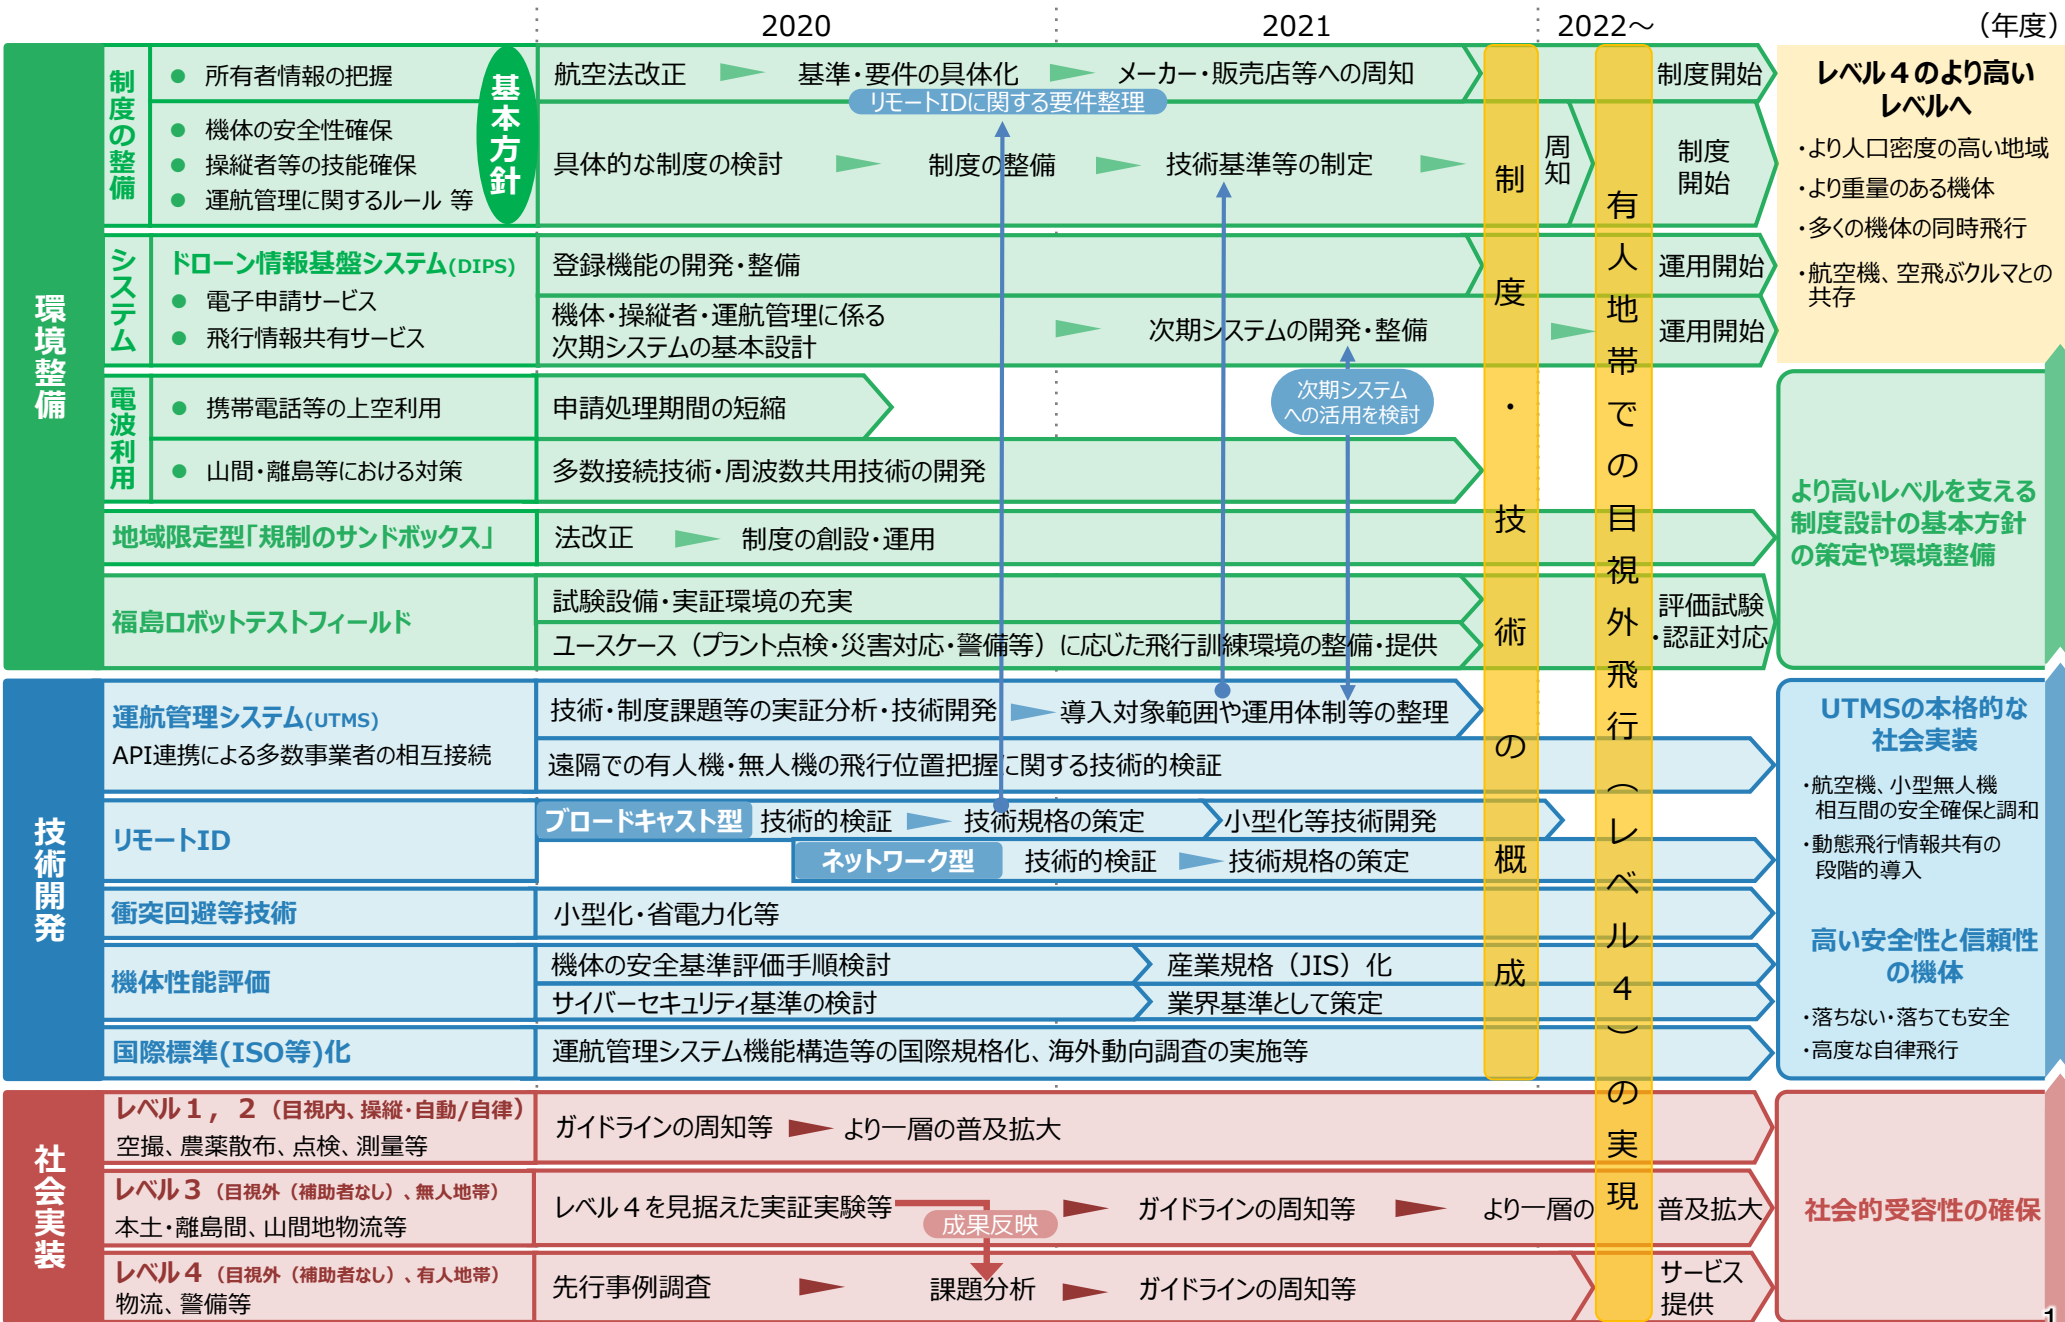 2020
2021
2022～
（年度）
環境整備
制度の整備
● 所有者情報の把握
● 機体の安全性確保
● 操縦者等の技能確保
● 運航管理に関するルール 等
基本方針
航空法改正
基準・要件の具体化
メーカー・販売店等への周知
制度開始
リモートIDに関する要件整理
具体的な制度の検討
制度の整備
技術基準等の制定
周知
制度
開始
システム
ドローン情報基盤システム(DIPS)
● 電子申請サービス
● 飛行情報共有サービス
登録機能の開発・整備
運用開始
機体・操縦者・運航管理に係る
次期システムの基本設計
次期システムの開発・整備
運用開始
電波利用
● 携帯電話等の上空利用
申請処理期間の短縮
次期システム
への活用を検討
● 山間・離島等における対策
多数接続技術・周波数共用技術の開発
地域限定型「規制のサンドボックス」
法改正
制度の創設・運用
福島ロボットテストフィールド
試験設備・実証環境の充実
ユースケース（プラント点検・災害対応・警備等）に応じた飛行訓練環境の整備・提供
評価試験
・認証対応
制度・技術の概成
有人地帯での目視外飛行（レベル４）の実現
レベル４のより高い
レベルへ
・より人口密度の高い地域
・より重量のある機体
・多くの機体の同時飛行
・航空機、空飛ぶクルマとの
共存
より高いレベルを支える
制度設計の基本方針
の策定や環境整備
技術開発
運航管理システム(UTMS)
API連携による多数事業者の相互接続
技術・制度課題等の実証分析・技術開発
導入対象範囲や運用体制等の整理
遠隔での有人機・無人機の飛行位置把握に関する技術的検証
リモートID
ブロードキャスト型
技術的検証
技術規格の策定
小型化等技術開発
ネットワーク型
技術的検証
技術規格の策定
衝突回避等技術
小型化・省電力化等
機体性能評価
機体の安全基準評価手順検討
産業規格（JIS）化
サイバーセキュリティ基準の検討
業界基準として策定
国際標準(ISO等)化
運航管理システム機能構造等の国際規格化、海外動向調査の実施等
UTMSの本格的な
社会実装
・航空機、小型無人機
相互間の安全確保と調和
・動態飛行情報共有の
段階的導入
高い安全性と信頼性
の機体
・落ちない・落ちても安全
・高度な自律飛行
社会実装
レベル１，２（目視内、操縦・自動/自律）
空撮、農薬散布、点検、測量等
ガイドラインの周知等
より一層の普及拡大
レベル３（目視外（補助者なし）、無人地帯）
本土・離島間、山間地物流等
レベル４を見据えた実証実験等
成果反映
ガイドラインの周知等
より一層の
普及拡大
レベル４（目視外（補助者なし）、有人地帯）
物流、警備等
先行事例調査
課題分析
ガイドラインの周知等
サービス
提供
社会的受容性の確保
1